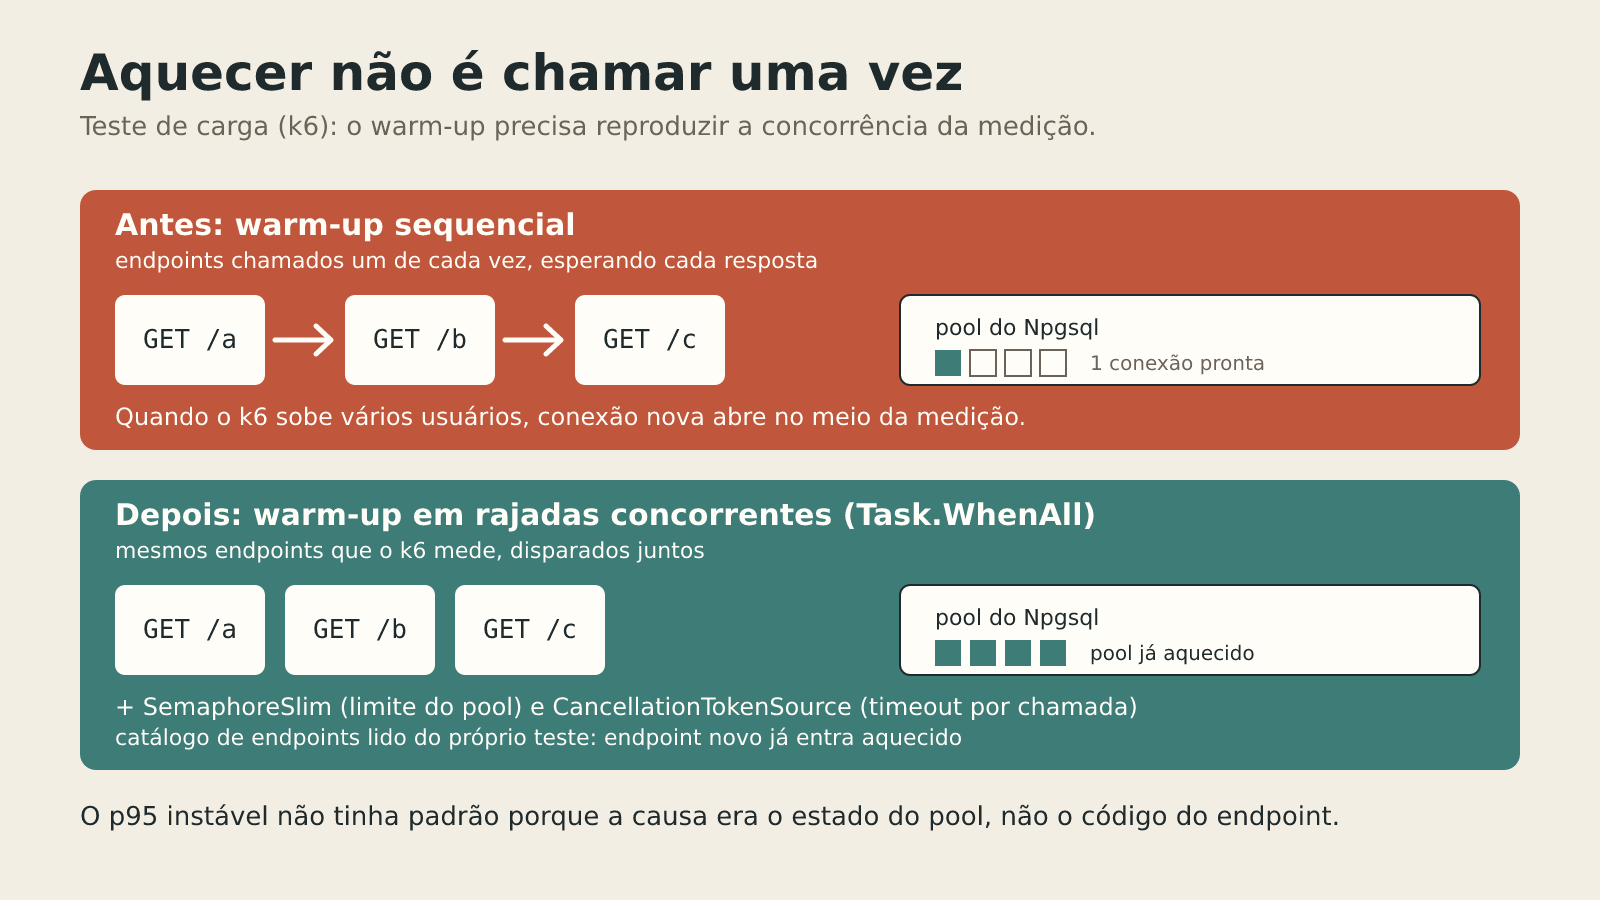 Aquecer não é chamar uma vez
Teste de carga (k6): o warm-up precisa reproduzir a concorrência da medição.
Antes: warm-up sequencial
endpoints chamados um de cada vez, esperando cada resposta
GET /a
GET /b
GET /c
pool do Npgsql
1 conexão pronta
Quando o k6 sobe vários usuários, conexão nova abre no meio da medição.
Depois: warm-up em rajadas concorrentes (Task.WhenAll)
mesmos endpoints que o k6 mede, disparados juntos
GET /a
GET /b
GET /c
pool do Npgsql
pool já aquecido
+ SemaphoreSlim (limite do pool) e CancellationTokenSource (timeout por chamada)
catálogo de endpoints lido do próprio teste: endpoint novo já entra aquecido
O p95 instável não tinha padrão porque a causa era o estado do pool, não o código do endpoint.